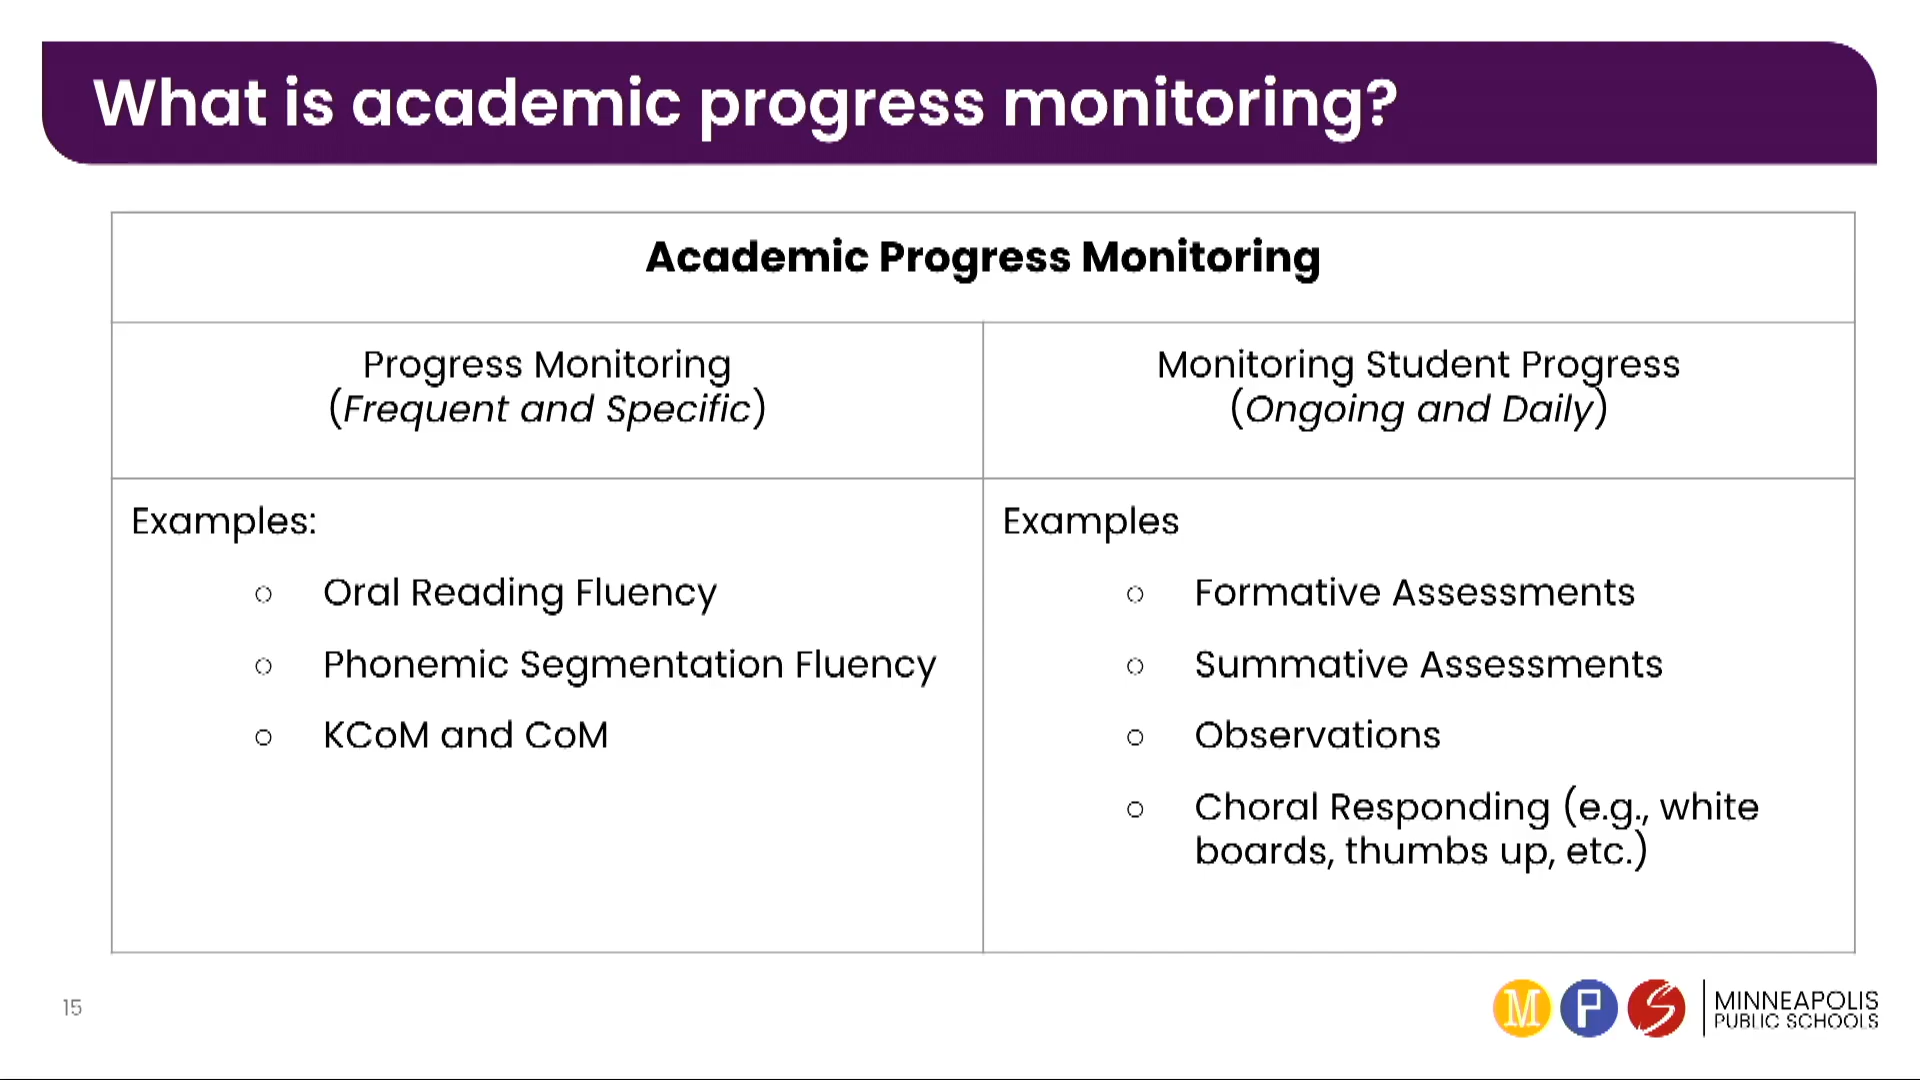 What is academic progress monitoring?
Academic Progress Monitoring
Progress Monitoring
(Frequent and Specific)
Monitoring Student Progress
(Ongoing and Daily)
Examples:
○ Oral Reading Fluency
○ Phonemic Segmentation Fluency
○ KCoM and CoM
Examples
○ Formative Assessments
○ Summative Assessments
○ Observations
○ Choral Responding (e.g., white
boards, thumbs up, etc.)
15
M P S
MINNEAPOLIS
PUBLIC SCHOOLS